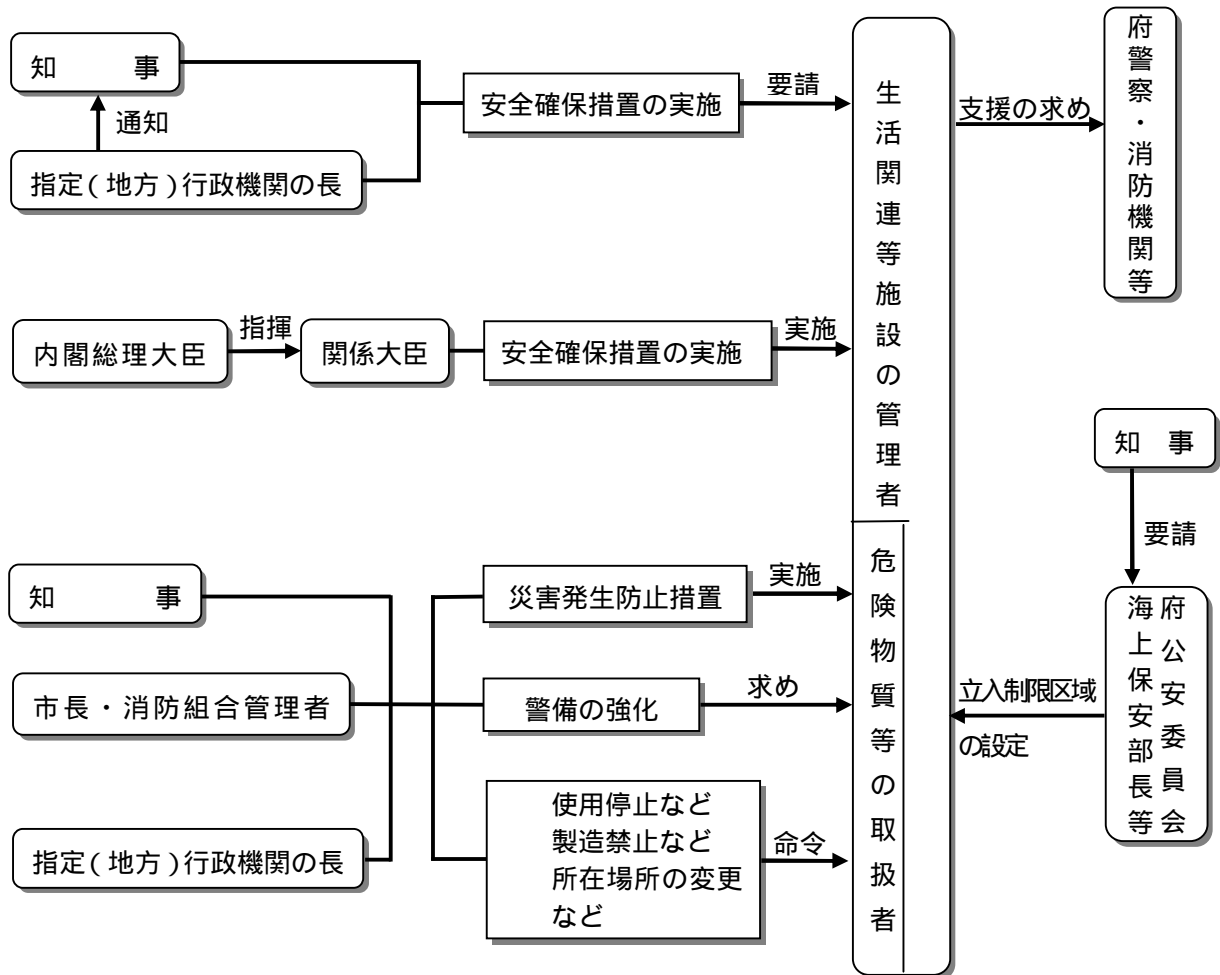 知　　　事
通知
指定(地方)行政機関の長
安全確保措置の実施
要請
内閣総理大臣
指揮
関係大臣
安全確保措置の実施
実施
知　　　事
市長・消防組合管理者
指定(地方)行政機関の長
災害発生防止措置
実施
警備の強化
求め
使用停止など
製造禁止など
所在場所の変更
など
命令
生活関連等施設の管理者
危険物質等の取扱者
支援の求め
府警察・消防機関等
知　事
要請
府公安委員会
海上保安部長等
立入制限区域
の設定